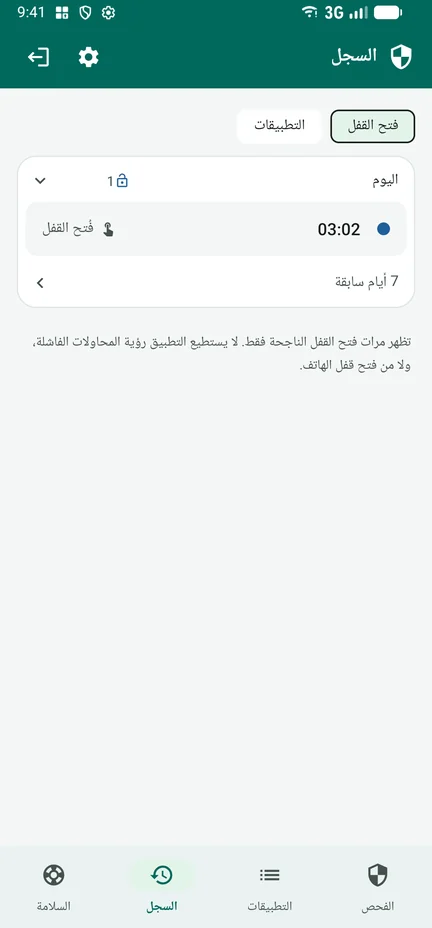 9:41
3G
السجل
فتح القفل
التطبيقات
اليوم
1
03:02
فُتح القفل
7 أيام سابقة
تظهر مرات فتح القفل الناجحة فقط. لا يستطيع التطبيق رؤية المحاولات الفاشلة،
ولا من فتح قفل الهاتف.
الفحص
التطبيقات
السجل
السلامة